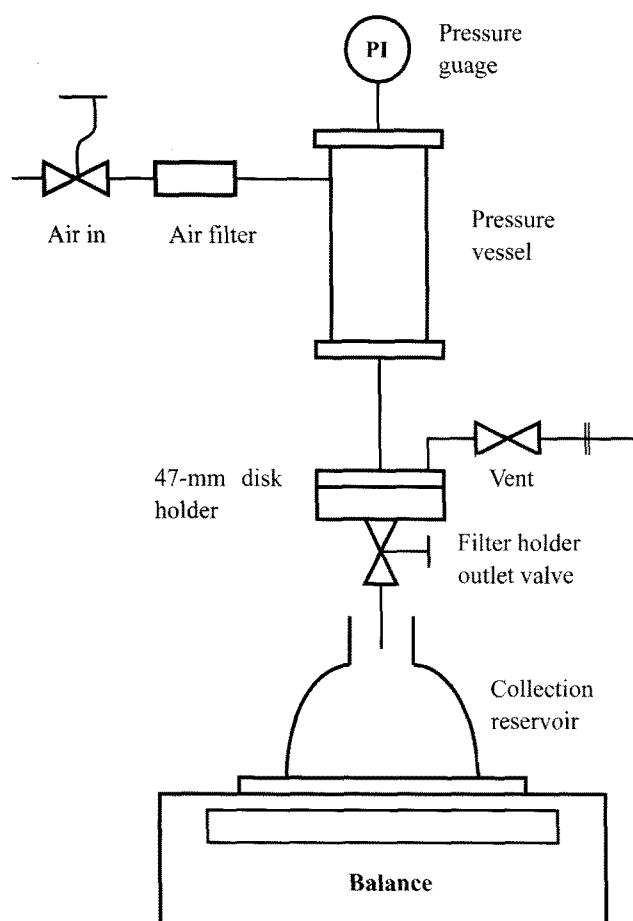 PI
Pressure
guage
Air in
Air filter
Pressure
vessel
47-mm disk
holder
Vent
Filter holder
outlet valve
Collection
reservoir
Balance